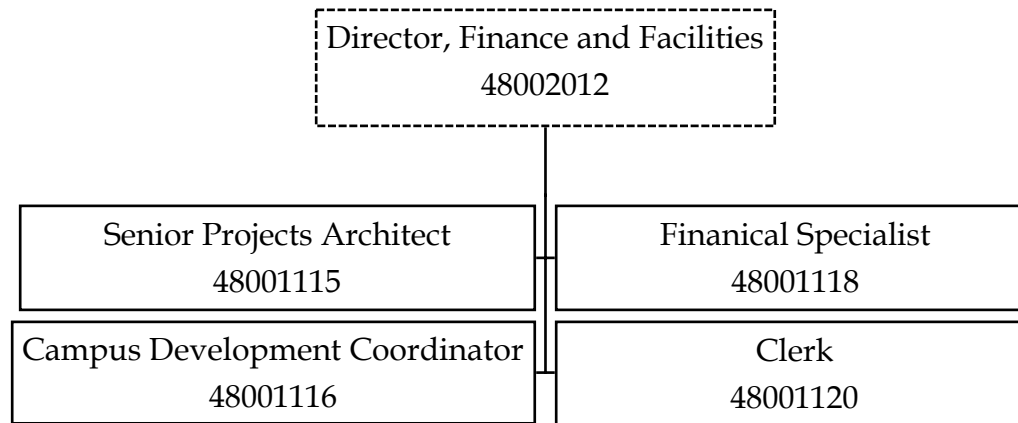 Director, Finance and Facilities
48002012
Senior Projects Architect
48001115
Finanical Specialist
48001118
Campus Development Coordinator
48001116
Clerk
48001120